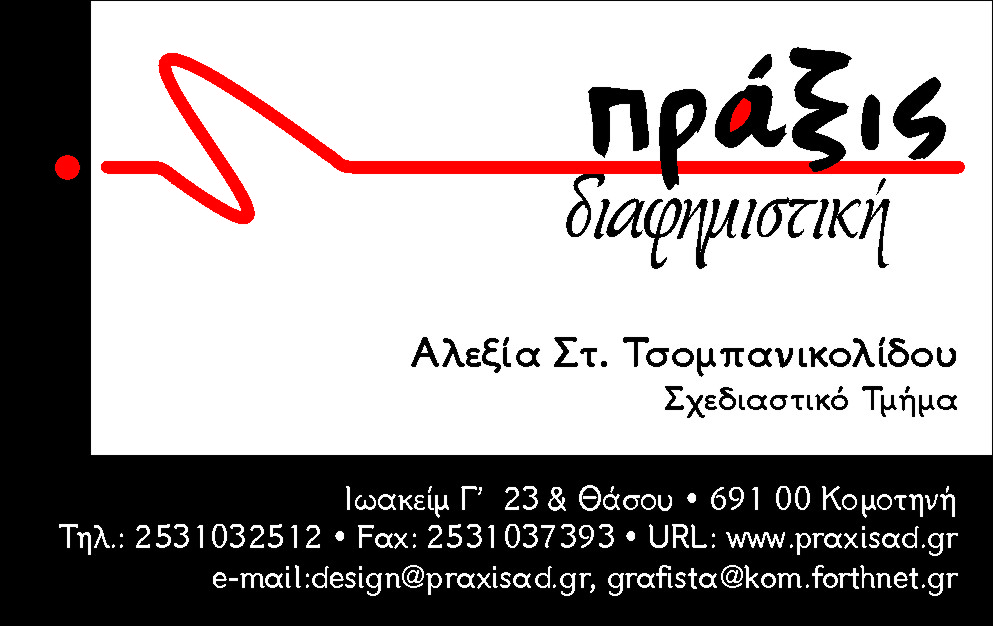 πράξις
διαφημιστική
Αλεξία Στ. Τσομπανικολίδου
Σχεδιαστικό Τμήμα
Ιωακείμ Γ' 23 & Θάσου • 691 00 Κομοτηνή
Τηλ.: 2531032512 • Fax: 2531037393 • URL: www.praxisad.gr
e-mail:design@praxisad.gr, grafista@kom.forthnet.gr